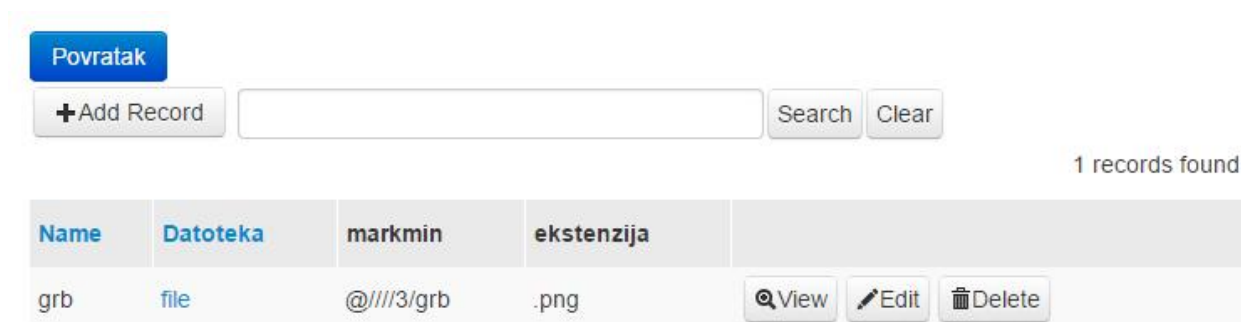 Povratak
+Add Record Search Clear
1 records found
Name Datoteka markmin ekstenzija
grb file @////3/grb .png View Edit Delete